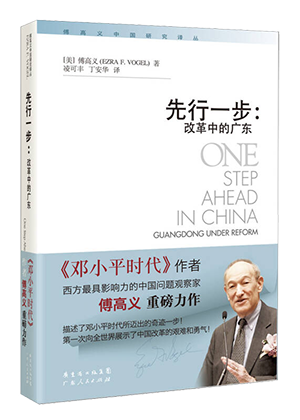 傅高义中国研究译丛
[美] 傅高义 (EZRA F. VOGEL) 著
凌可丰 丁安华 译
先行一步:
改革中的广东
ONE
STEP
AHEAD
IN CHINA
GUANGDONG UNDER REFORM
《邓小平时代》作者
西方最具影响力的中国问题观察家
傅高义 重磅力作
描述了邓小平时代所迈出的奇迹一步!
第一次向全世界展示了中国改革的艰难和勇气!
广东人民出版社
先行一步:
改革中的广东
《邓小平时代》
作者
傅高义 重磅力作